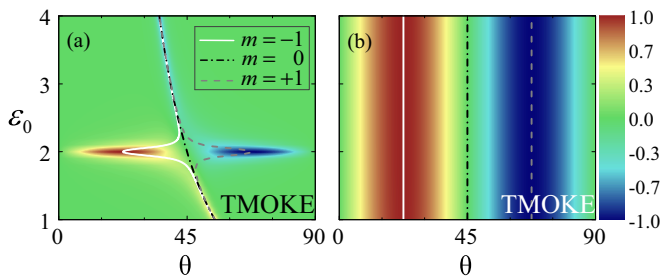 (a)
m = −1
m = 0
m = +1
TMOKE
ε0
4
3
2
1
0
45
90
θ
(b)
TMOKE
0
45
90
θ
1.0
0.7
0.3
0.0
-0.3
-0.7
-1.0